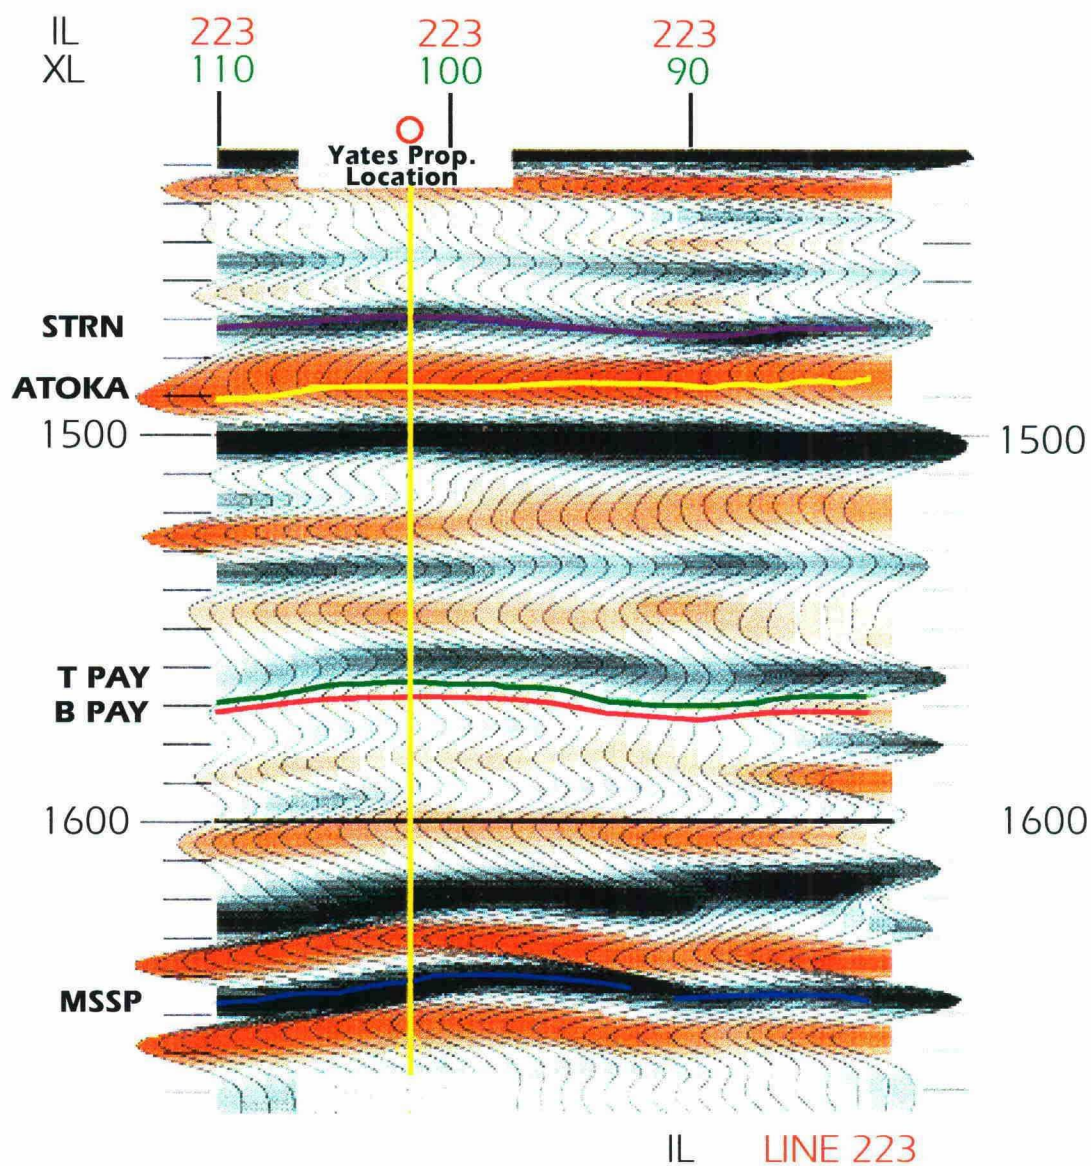 IL 223 223 223
XL 110 100 90
Yates Prop.
Location
STRN
ATOKA
1500 1500
T PAY
B PAY
1600 1600
MSSP
IL LINE 223